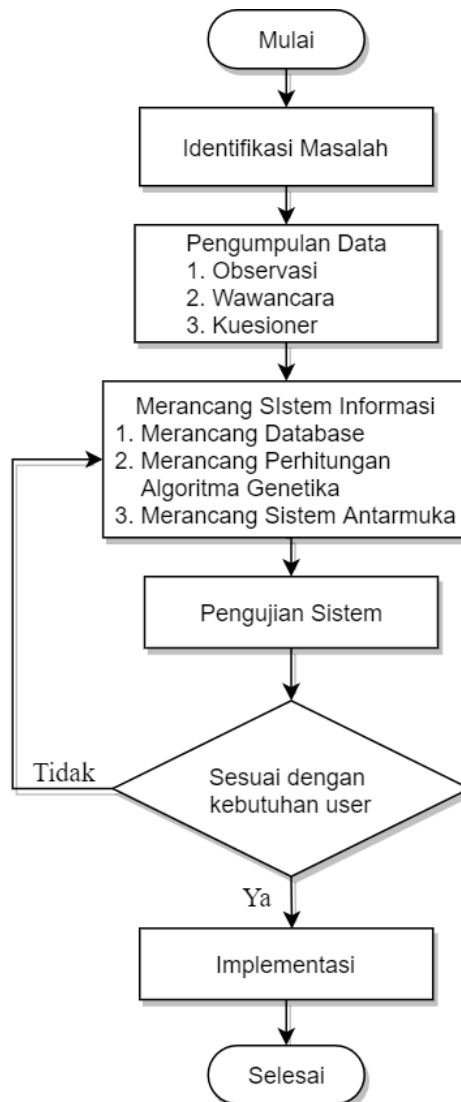 Mulai
Identifikasi Masalah
Pengumpulan Data
1. Observasi
2. Wawancara
3. Kuesioner
Merancang SIstem Informasi
1. Merancang Database
2. Merancang Perhitungan
Algoritma Genetika
3. Merancang Sistem Antarmuka
Pengujian Sistem
Sesuai dengan
kebutuhan user
Tidak
Ya
Implementasi
Selesai